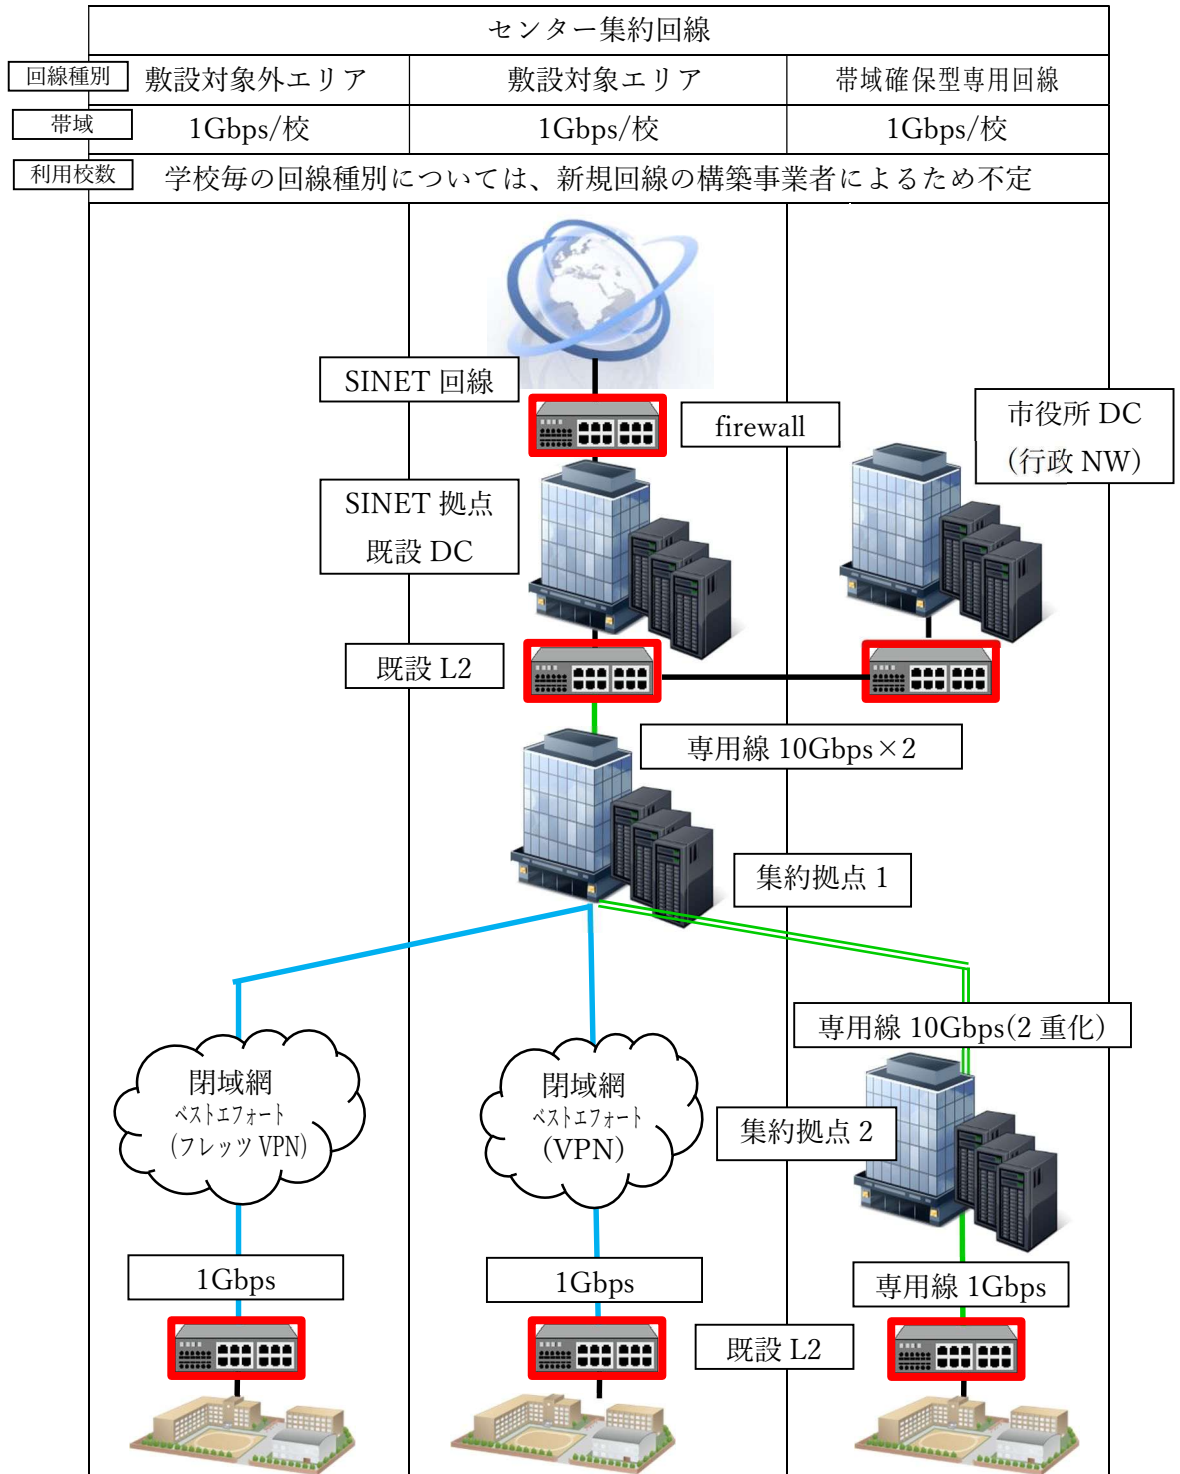 センター集約回線
回線種別
敷設対象外エリア
敷設対象エリア
帯域確保型専用回線
帯域
1Gbps/校
1Gbps/校
1Gbps/校
利用校数
学校毎の回線種別については、新規回線の構築事業者によるため不定
SINET 回線
firewall
市役所 DC
(行政 NW)
SINET 拠点
既設 DC
既設 L2
専用線 10Gbps×2
集約拠点 1
専用線 10Gbps(2 重化)
閉域網
ベストエフォート
(フレッツ VPN)
閉域網
ベストエフォート
(VPN)
集約拠点 2
1Gbps
1Gbps
専用線 1Gbps
既設 L2